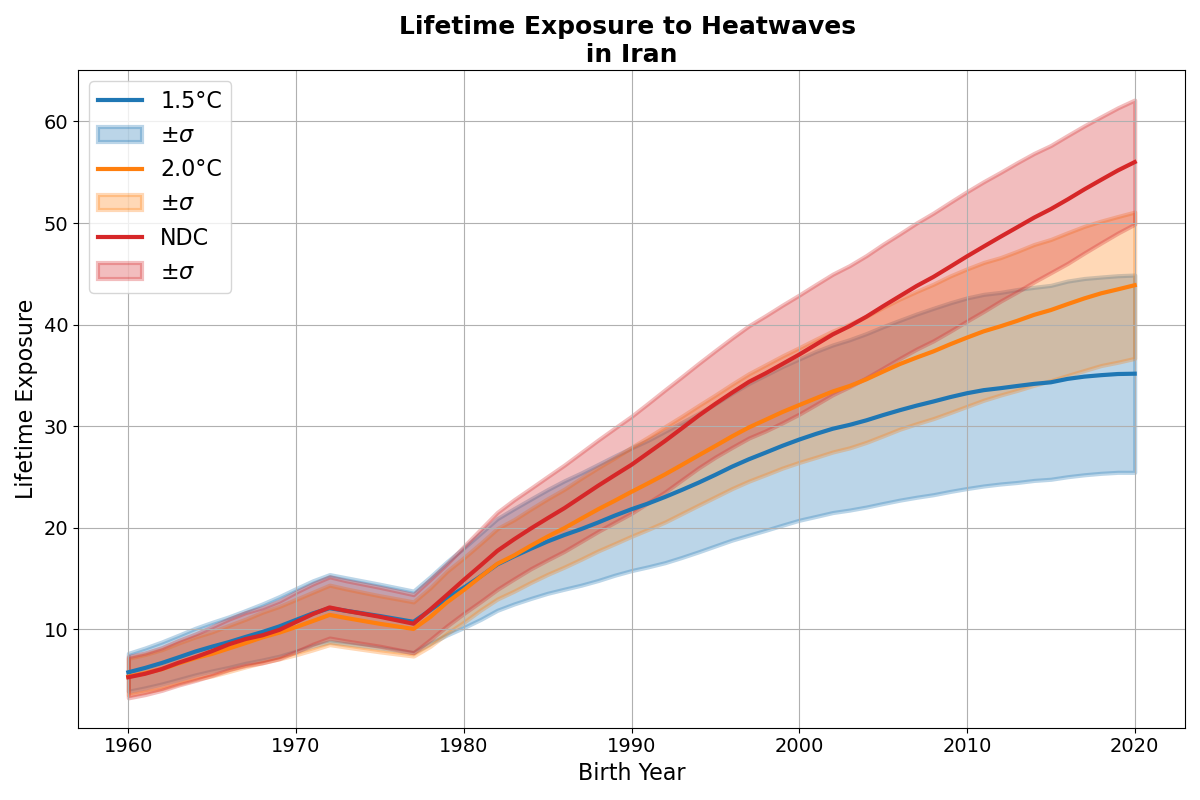 Lifetime Exposure to Heatwaves
in Iran
1.5°C
±σ
2.0°C
±σ
NDC
±σ
Lifetime Exposure
60
50
40
30
20
10
1960 1970 1980 1990 2000 2010 2020
Birth Year